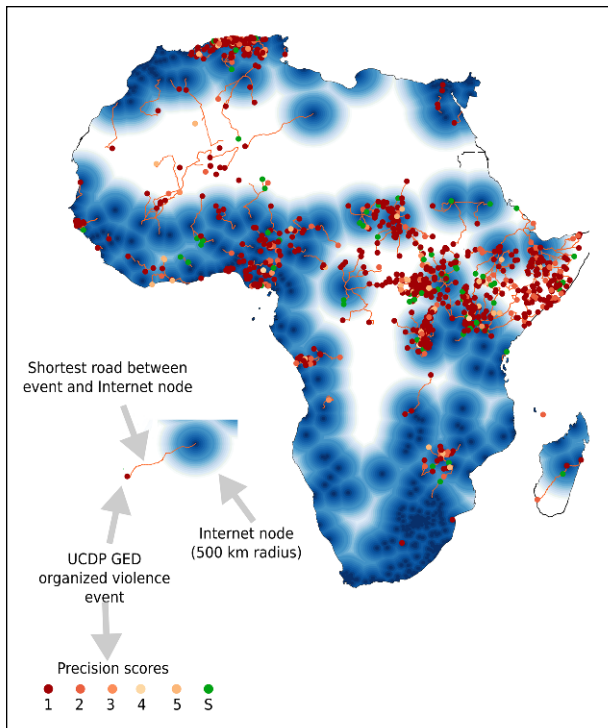 Shortest road between
event and Internet node
Internet node
(500 km radius)
UCDP GED
organized violence
event
Precision scores
1 2 3 4 5 S